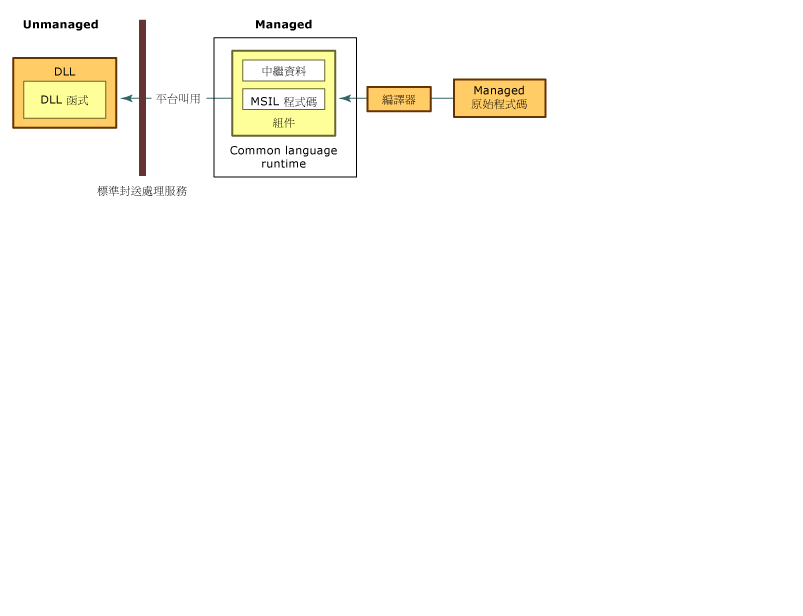 Unmanaged
Managed
DLL
DLL 函式
平台叫用
中繼資料
MSIL 程式碼
組件
Common language
runtime
編譯器
Managed
原始程式碼
標準封送處理服務